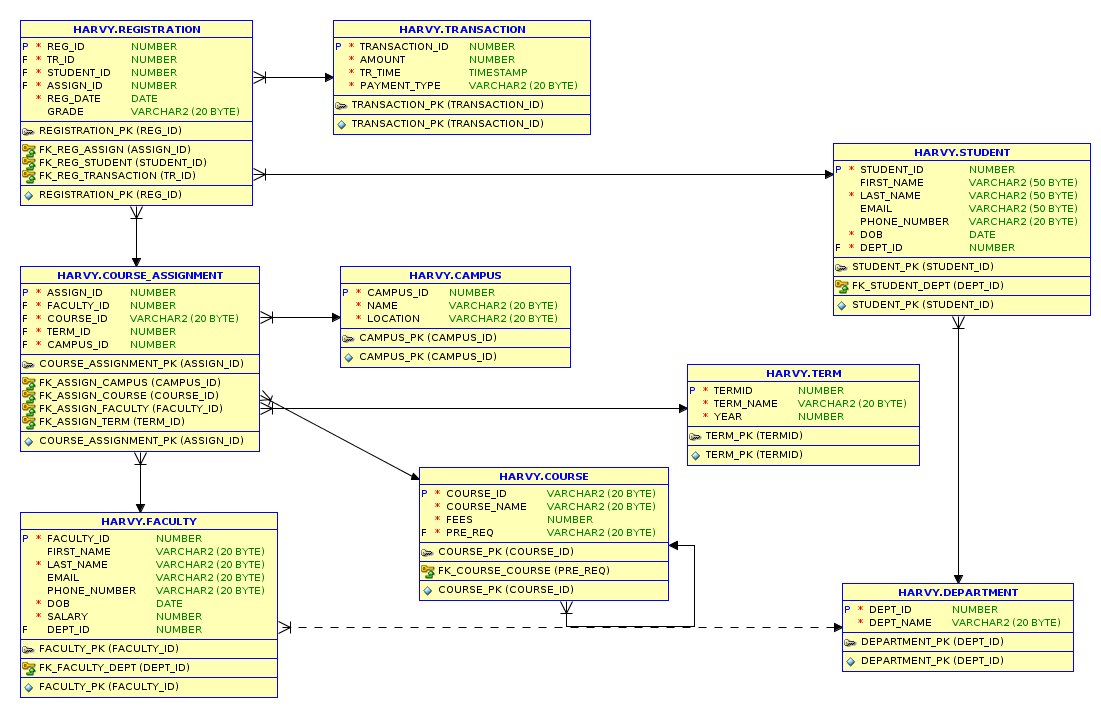 HARVY.REGISTRATION
P * REG_ID NUMBER
F * TR_ID NUMBER
F * STUDENT_ID NUMBER
F * ASSIGN_ID NUMBER
* REG_DATE DATE
GRADE VARCHAR2 (20 BYTE)
REGISTRATION_PK (REG_ID)
FK_REG_ASSIGN (ASSIGN_ID)
FK_REG_STUDENT (STUDENT_ID)
FK_REG_TRANSACTION (TR_ID)
REGISTRATION_PK (REG_ID)
HARVY.TRANSACTION
P * TRANSACTION_ID NUMBER
* AMOUNT NUMBER
* TR_TIME TIMESTAMP
* PAYMENT_TYPE VARCHAR2 (20 BYTE)
TRANSACTION_PK (TRANSACTION_ID)
TRANSACTION_PK (TRANSACTION_ID)
HARVY.STUDENT
P * STUDENT_ID NUMBER
FIRST_NAME VARCHAR2 (50 BYTE)
* LAST_NAME VARCHAR2 (50 BYTE)
EMAIL VARCHAR2 (50 BYTE)
PHONE_NUMBER VARCHAR2 (20 BYTE)
* DOB DATE
F * DEPT_ID NUMBER
STUDENT_PK (STUDENT_ID)
FK_STUDENT_DEPT (DEPT_ID)
STUDENT_PK (STUDENT_ID)
HARVY.COURSE_ASSIGNMENT
P * ASSIGN_ID NUMBER
F * FACULTY_ID NUMBER
F * COURSE_ID VARCHAR2 (20 BYTE)
F * TERM_ID NUMBER
F * CAMPUS_ID NUMBER
COURSE_ASSIGNMENT_PK (ASSIGN_ID)
FK_ASSIGN_CAMPUS (CAMPUS_ID)
FK_ASSIGN_COURSE (COURSE_ID)
FK_ASSIGN_FACULTY (FACULTY_ID)
FK_ASSIGN_TERM (TERM_ID)
COURSE_ASSIGNMENT_PK (ASSIGN_ID)
HARVY.CAMPUS
P * CAMPUS_ID NUMBER
* NAME VARCHAR2 (20 BYTE)
* LOCATION VARCHAR2 (20 BYTE)
CAMPUS_PK (CAMPUS_ID)
CAMPUS_PK (CAMPUS_ID)
HARVY.TERM
P * TERMID NUMBER
* TERM_NAME VARCHAR2 (20 BYTE)
* YEAR NUMBER
TERM_PK (TERMID)
TERM_PK (TERMID)
HARVY.COURSE
P * COURSE_ID VARCHAR2 (20 BYTE)
* COURSE_NAME VARCHAR2 (20 BYTE)
* FEES NUMBER
F * PRE_REQ VARCHAR2 (20 BYTE)
COURSE_PK (COURSE_ID)
FK_COURSE_COURSE (PRE_REQ)
COURSE_PK (COURSE_ID)
HARVY.FACULTY
P * FACULTY_ID NUMBER
FIRST_NAME VARCHAR2 (20 BYTE)
* LAST_NAME VARCHAR2 (20 BYTE)
EMAIL VARCHAR2 (20 BYTE)
PHONE_NUMBER VARCHAR2 (20 BYTE)
* DOB DATE
* SALARY NUMBER
F DEPT_ID NUMBER
FACULTY_PK (FACULTY_ID)
FK_FACULTY_DEPT (DEPT_ID)
FACULTY_PK (FACULTY_ID)
HARVY.DEPARTMENT
P * DEPT_ID NUMBER
* DEPT_NAME VARCHAR2 (20 BYTE)
DEPARTMENT_PK (DEPT_ID)
DEPARTMENT_PK (DEPT_ID)